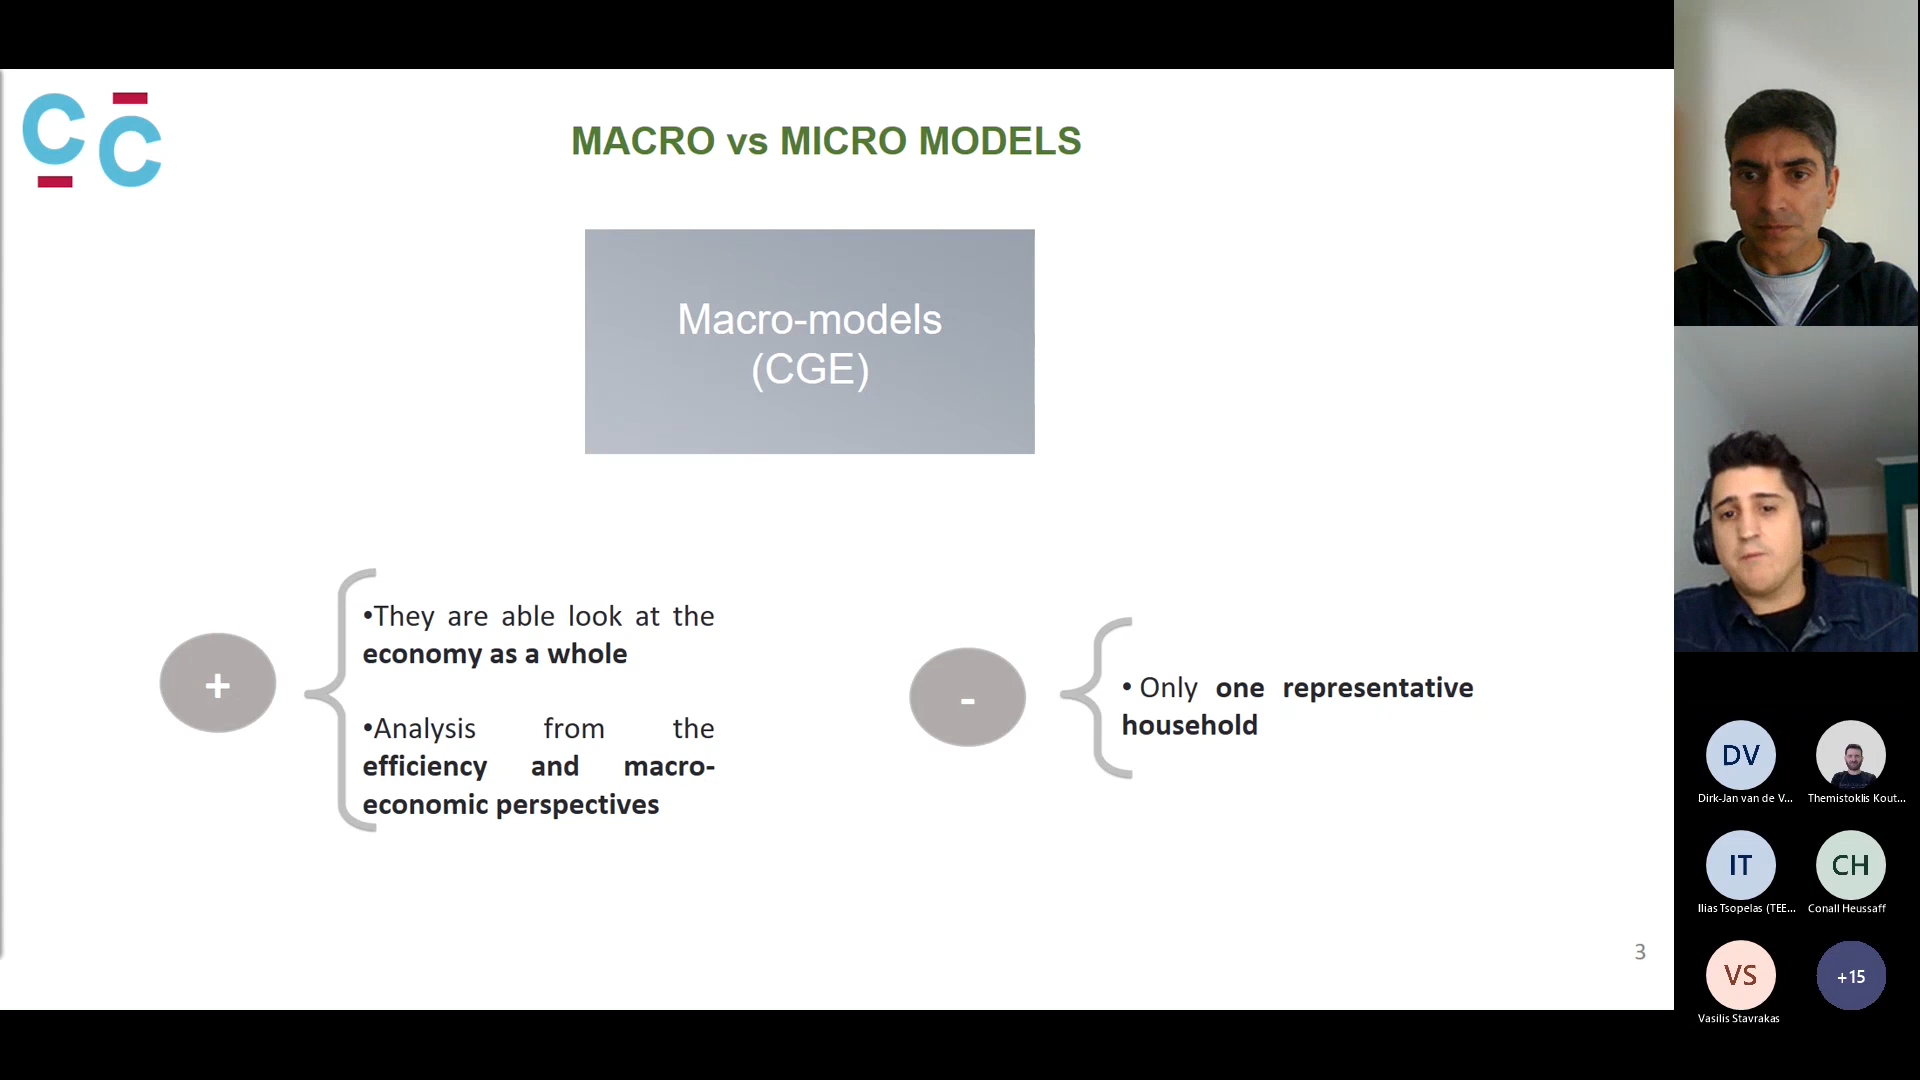 MACRO vs MICRO MODELS
Macro-models
(CGE)
+
•They are able look at the
economy as a whole
•Analysis from the
efficiency and macro-
economic perspectives
-
• Only one representative
household
3
DV
Dirk-Jan van de V...
Themistoklis Kout...
IT
Ilias Tsopelas (TEE...
CH
Conall Heussaff
VS
Vasilis Stavrakas
+15